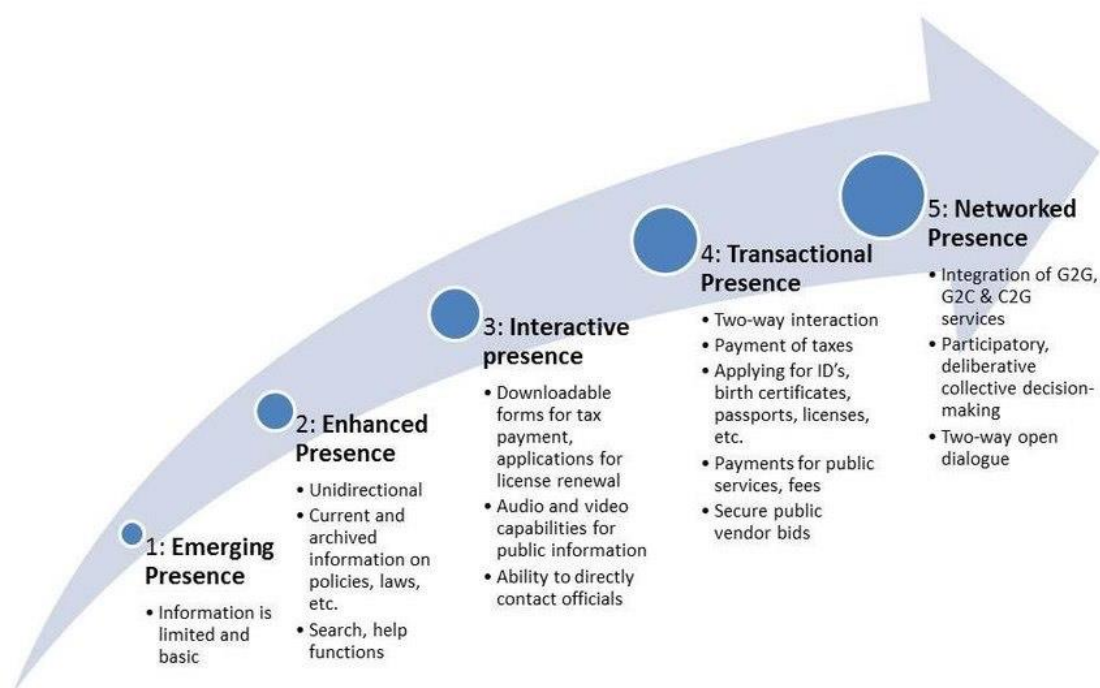 1: Emerging
Presence
• Information is
limited and
basic
2: Enhanced
Presence
• Unidirectional
• Current and
archived
information on
policies, laws,
etc.
• Search, help
functions
3: Interactive
presence
• Downloadable
forms for tax
payment,
applications for
license renewal
• Audio and video
capabilities for
public information
• Ability to directly
contact officials
4: Transactional
Presence
• Two-way interaction
• Payment of taxes
• Applying for ID's,
birth certificates,
passports, licenses,
etc.
• Payments for public
services, fees
• Secure public
vendor bids
5: Networked
Presence
• Integration of G2G,
G2C & C2G
services
• Participatory,
deliberative
collective decision-
making
• Two-way open
dialogue